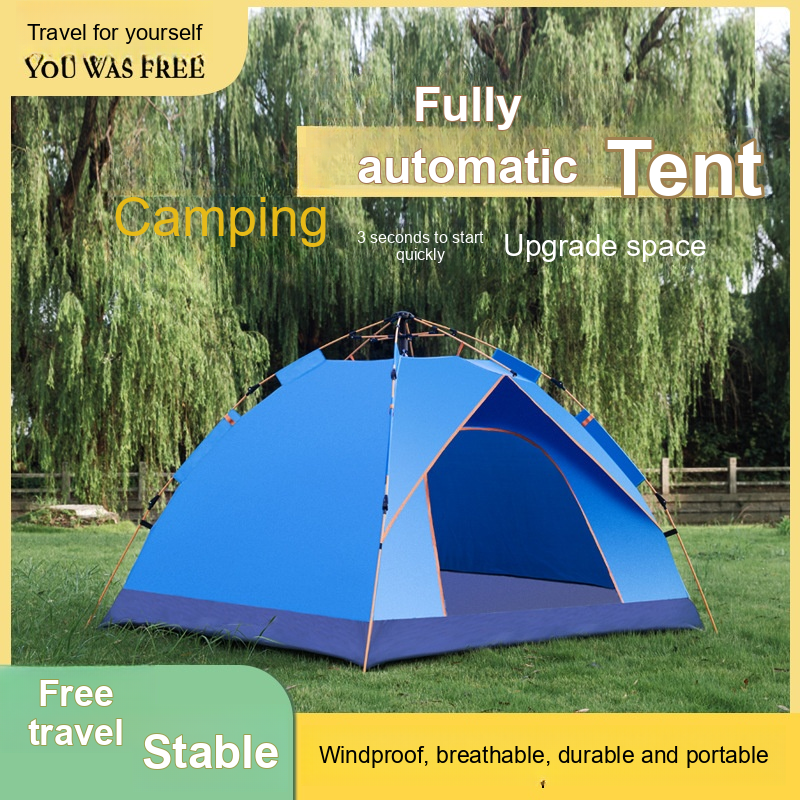 Travel for yourself
YOU WAS FREE
Fully
automatic
Tent
Camping
3 seconds to start
quickly
Upgrade space
Free
travel
Stable
Windproof, breathable, durable and portable